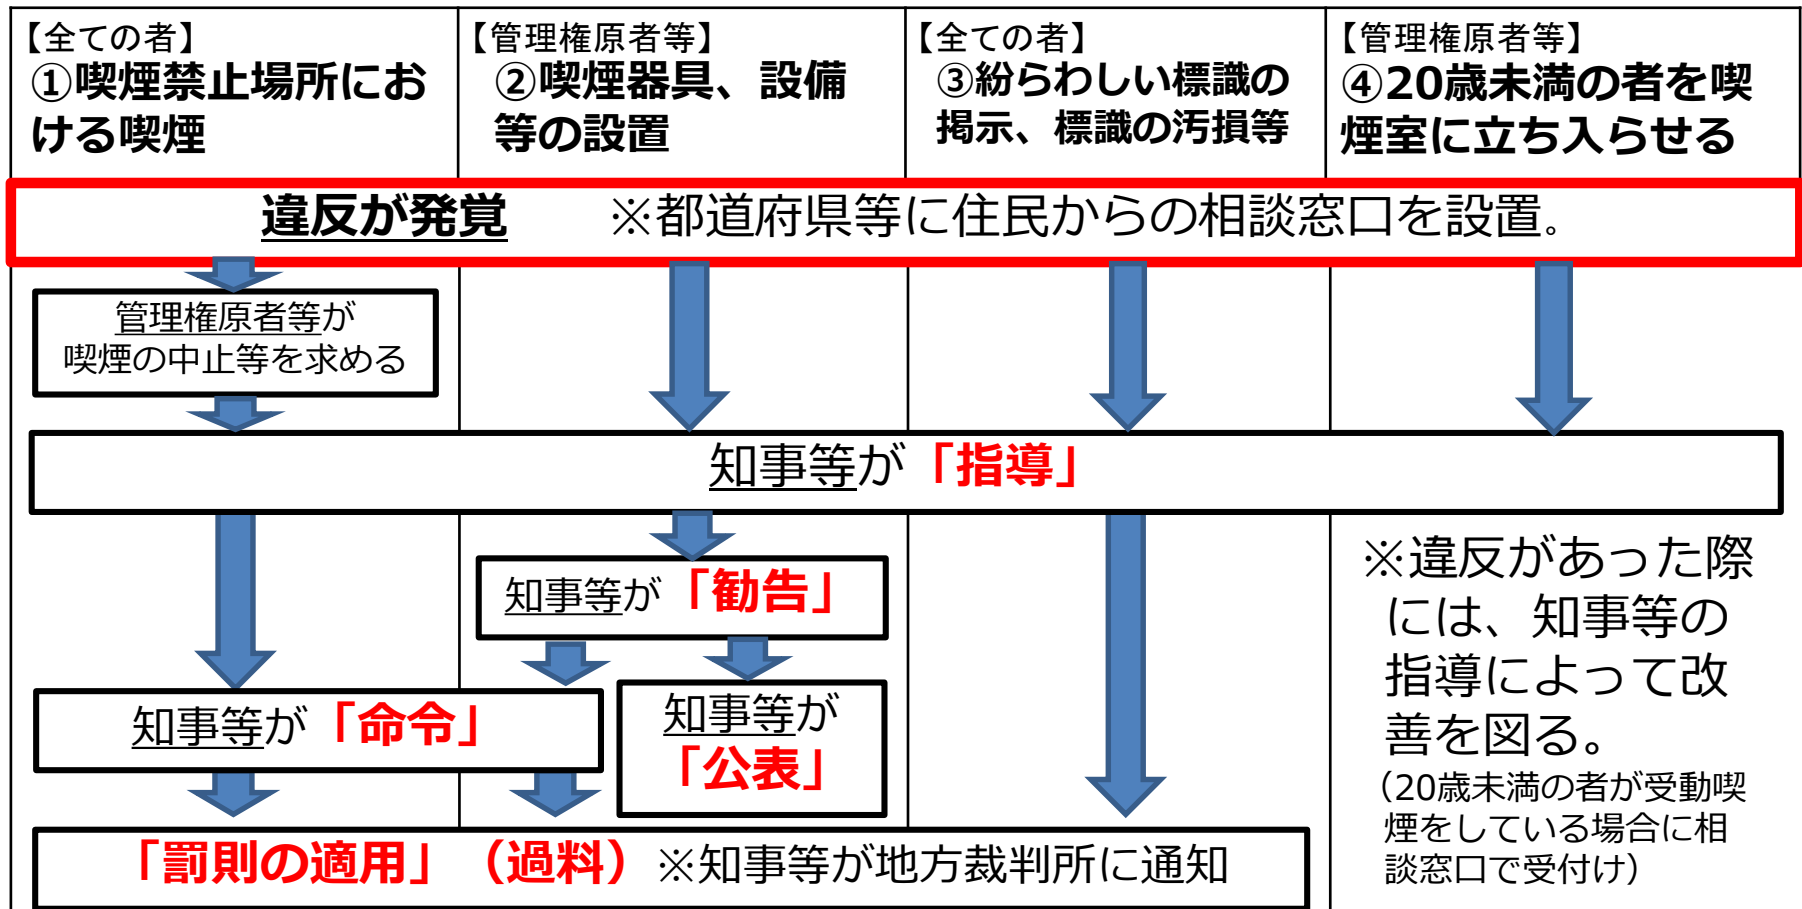 【全ての者】
①喫煙禁止場所にお
ける喫煙
【管理権原者等】
②喫煙器具、設備
等の設置
【全ての者】
③紛らわしい標識の
掲示、標識の汚損等
【管理権原者等】
④20歳未満の者を喫
煙室に立ち入らせる
違反が発覚　※都道府県等に住民からの相談窓口を設置。
管理権原者等が
喫煙の中止等を求める
知事等が「指導」
知事等が「勧告」
知事等が「命令」
知事等が
「公表」
「罰則の適用」（過料）※知事等が地方裁判所に通知
※違反があった際
には、知事等の
指導によって改
善を図る。
（20歳未満の者が受動喫
煙をしている場合に相
談窓口で受付け）